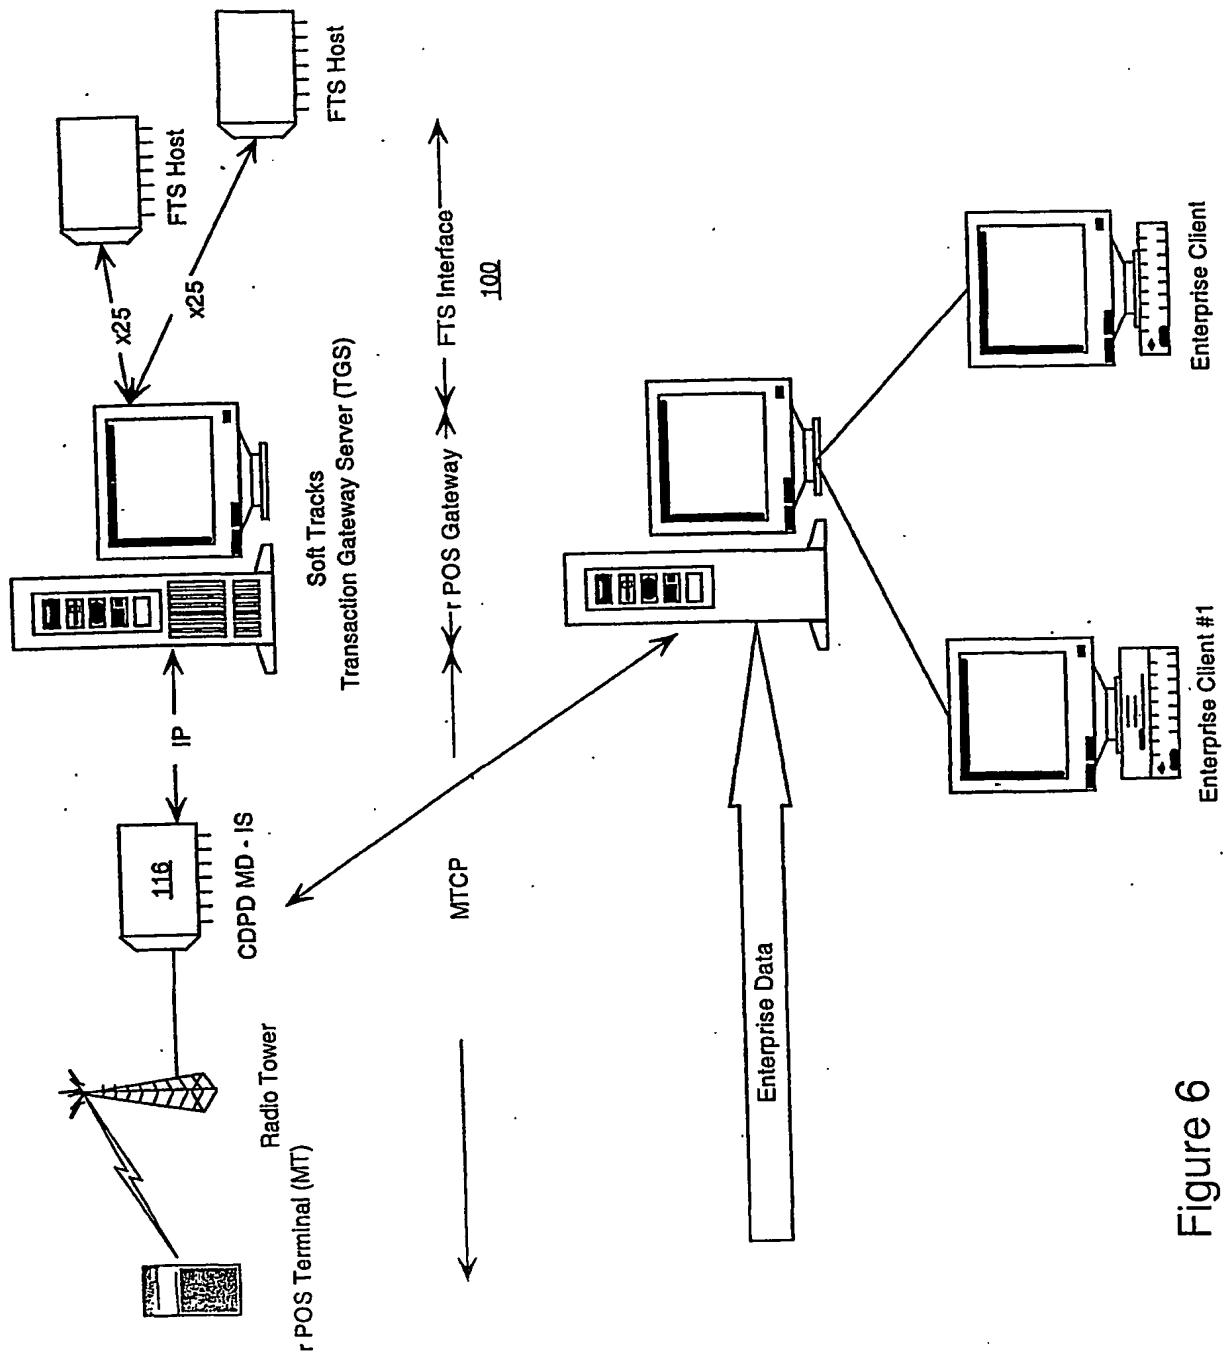 r POS Terminal (MT)
Radio Tower
116
CDPD MD - IS
IP
Soft Tracks
Transaction Gateway Server (TGS)
x25
x25
FTS Host
FTS Host
MTCP
r POS Gateway
FTS Interface
100
Enterprise Data
Enterprise Client #1
Enterprise Client
Figure 6